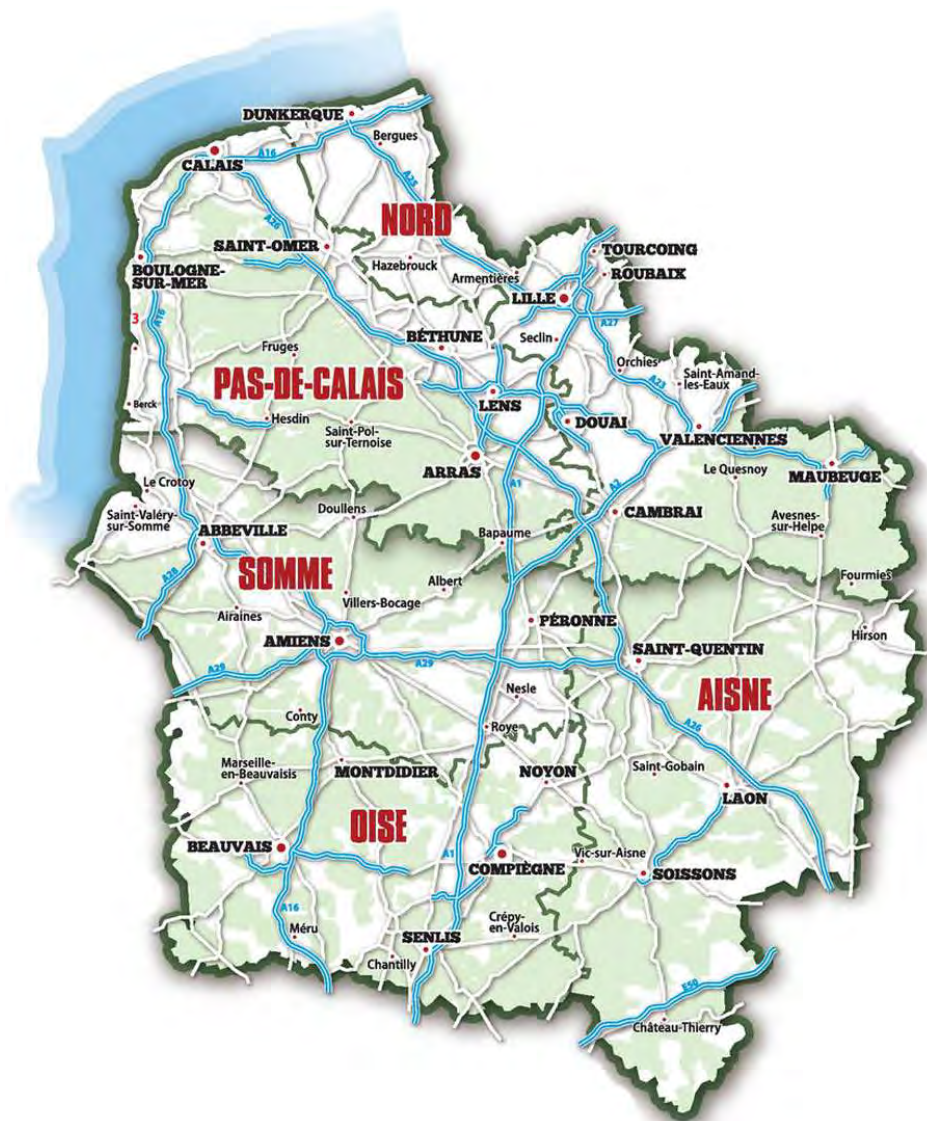 DUNKERQUE
Bergues
CALAIS
A16
A25
A26
NORD
SAINT-OMER
TOURCOING
Hazebrouck
ROUBAIX
BOULOGNE-
SUR-MER
Armentières
LILLE
A16
3
A27
BÉTHUNE
Seclin
Fruges
Orchies
Saint-Amand-
les-Eaux
PAS-DE-CALAIS
A23
LENS
Berck
Hesdin
Saint-Pol
sur-Ternoise
DOUAI
VALENCIENNES
ARRAS
Le Quesnoy
MAUBEUGE
A1
A2
Le Crotoy
Saint-Valéry-
sur-Somme
Doullens
CAMBRAI
Avesnes-
sur-Helpe
ABBEVILLE
Bapaume
SOMME
A28
Albert
Fourmies
Villers-Bocage
Airaines
PÉRONNE
Hirson
AMIENS
SAINT-QUENTIN
A29
A29
Nesle
AISNE
Conty
Roye
A26
Marseille-
en-Beauvaisis
MONTDIDIER
NOYON
Saint-Gobain
LAON
OISE
BEAUVAIS
A1
COMPIÈGNE
Vic-sur-Aisne
SOISSONS
A16
Méru
Crépy-
en-Valois
SENLIS
Chantilly
E50
Château-Thierry